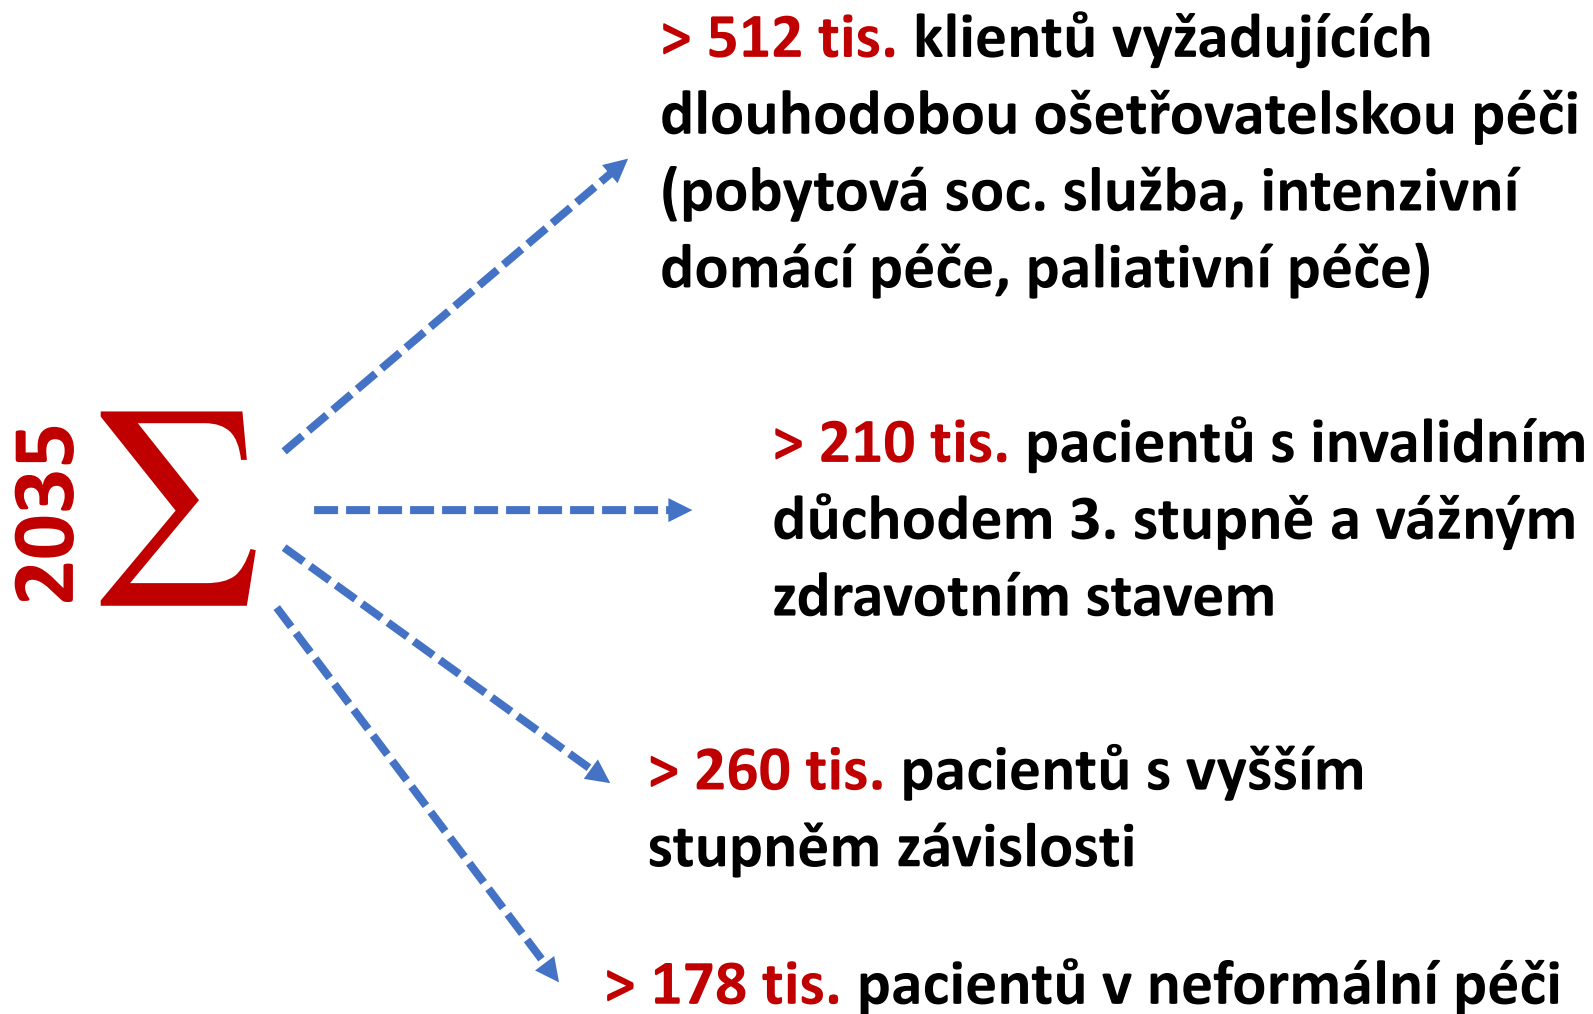 2035
∑
> 512 tis. klientů vyžadujících
dlouhodobou ošetřovatelskou péči
(pobytová soc. služba, intenzivní
domácí péče, paliativní péče)
> 210 tis. pacientů s invalidním
důchodem 3. stupně a vážným
zdravotním stavem
> 260 tis. pacientů s vyšším
stupněm závislosti
> 178 tis. pacientů v neformální péči